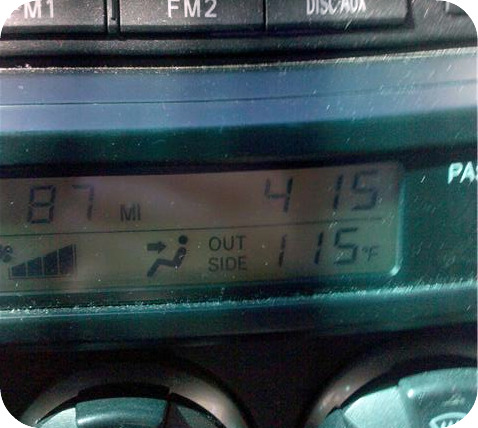 FM1 FM2 DISC·AUX
PAS
87 MI 4 15
OUT
SIDE 115°F